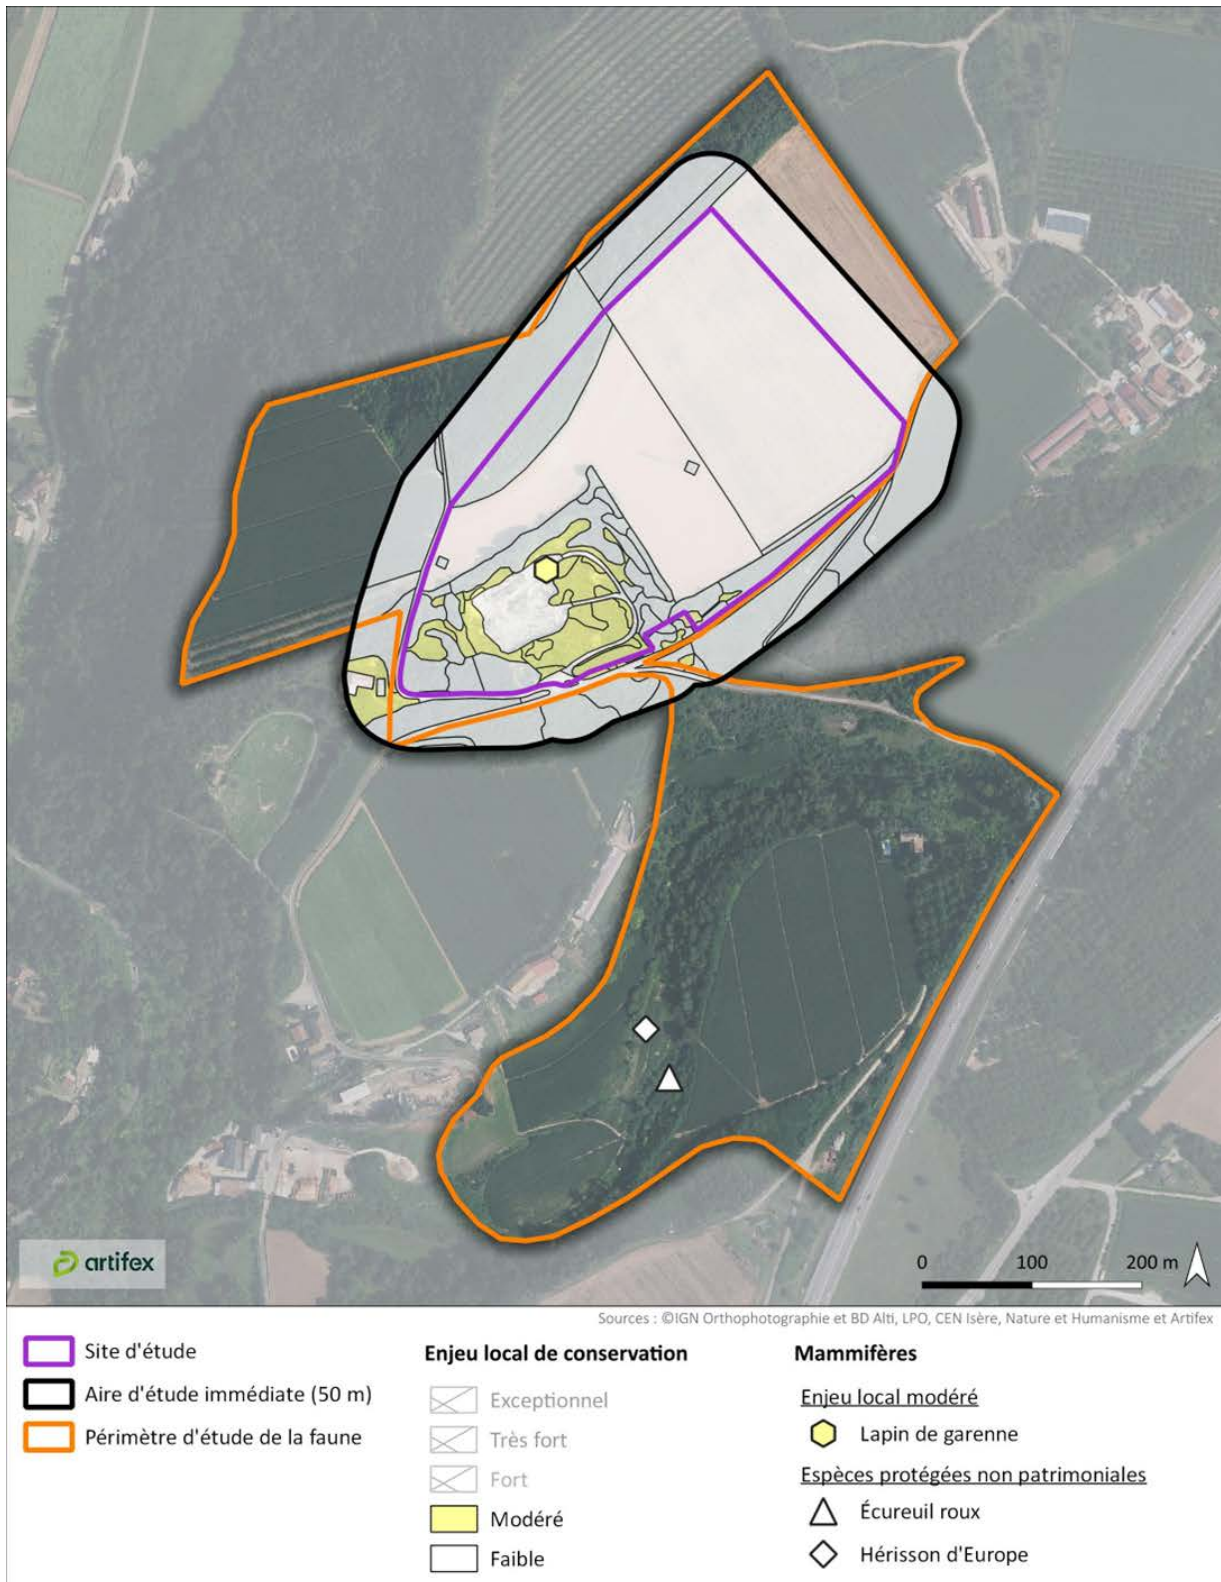 artifex
0 100 200 m
Sources : ©IGN Orthophotographie et BD Alti, LPO, CEN Isère, Nature et Humanisme et Artifex
Site d'étude
Aire d'étude immédiate (50 m)
Périmètre d'étude de la faune
Enjeu local de conservation
Exceptionnel
Très fort
Fort
Modéré
Faible
Mammifères
Enjeu local modéré
Lapin de garenne
Espèces protégées non patrimoniales
Écureuil roux
Hérisson d'Europe